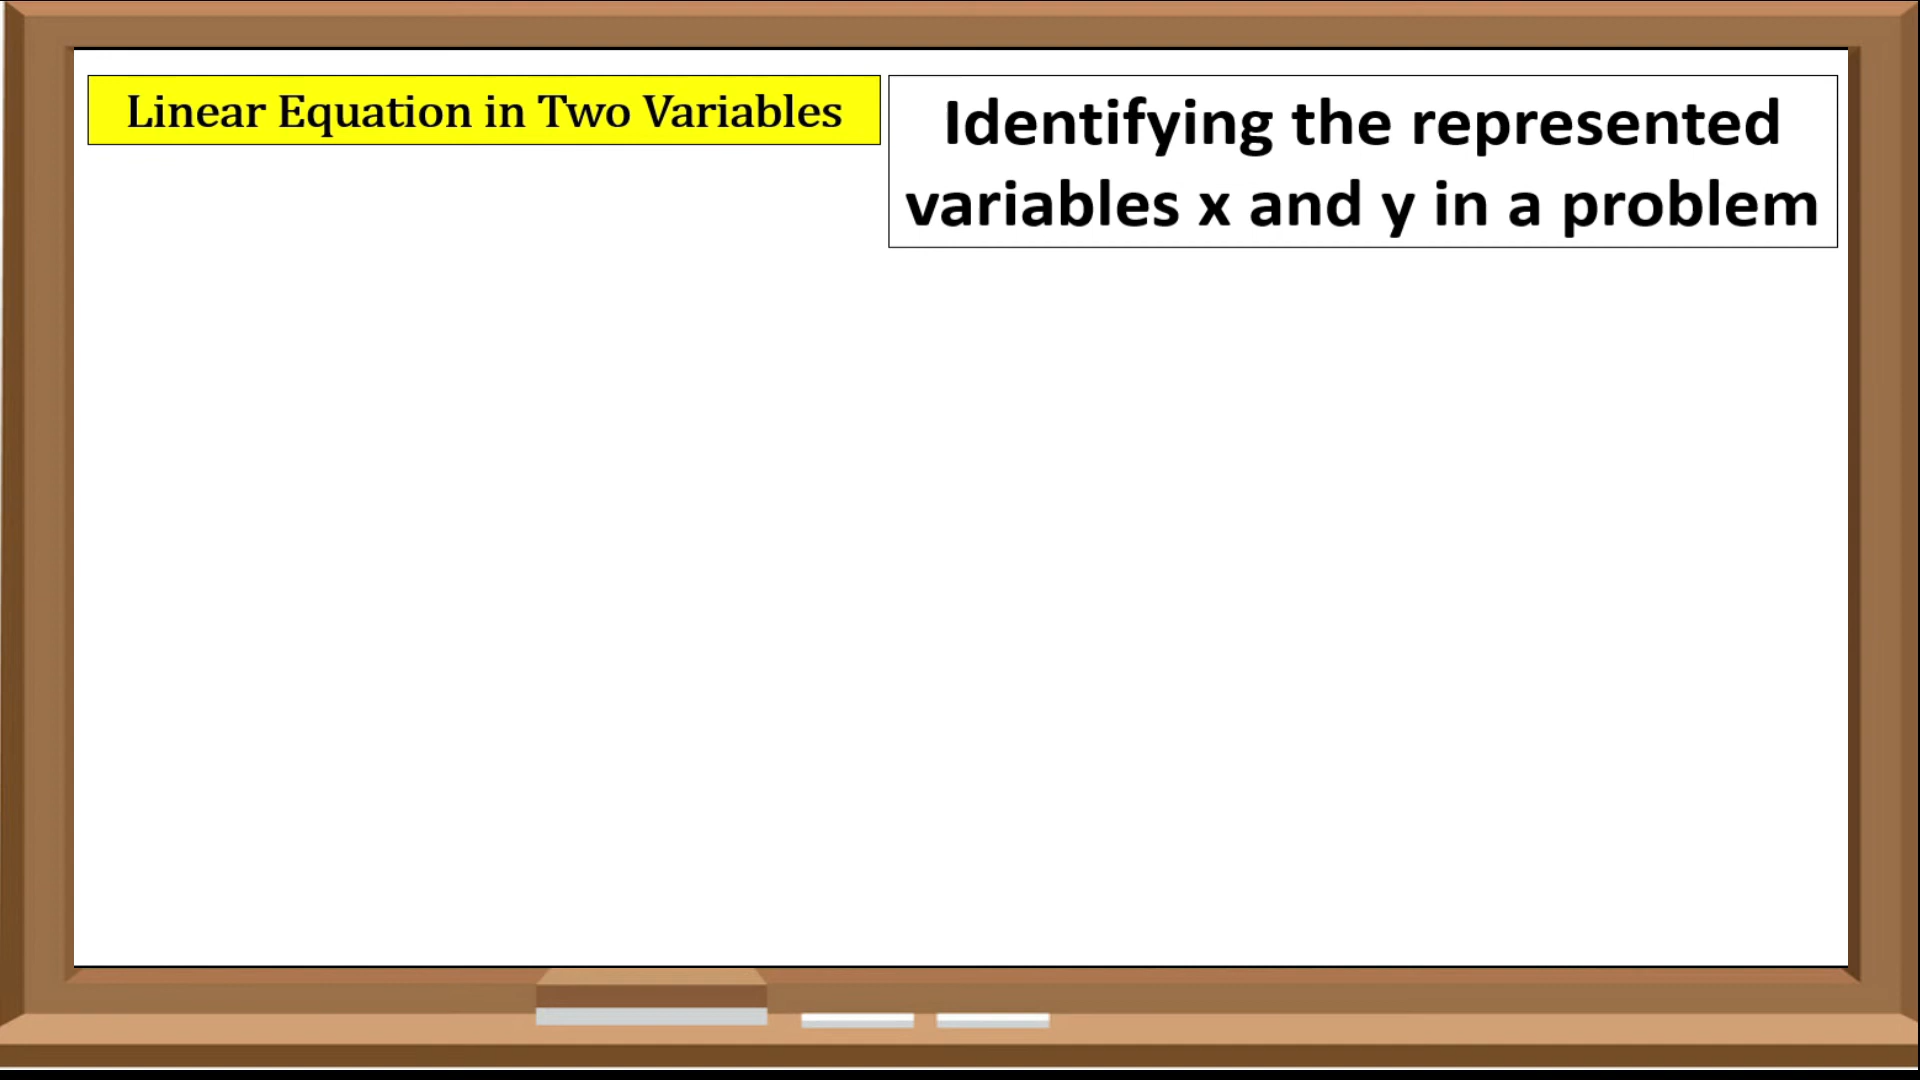 Linear Equation in Two Variables
Identifying the represented
variables x and y in a problem